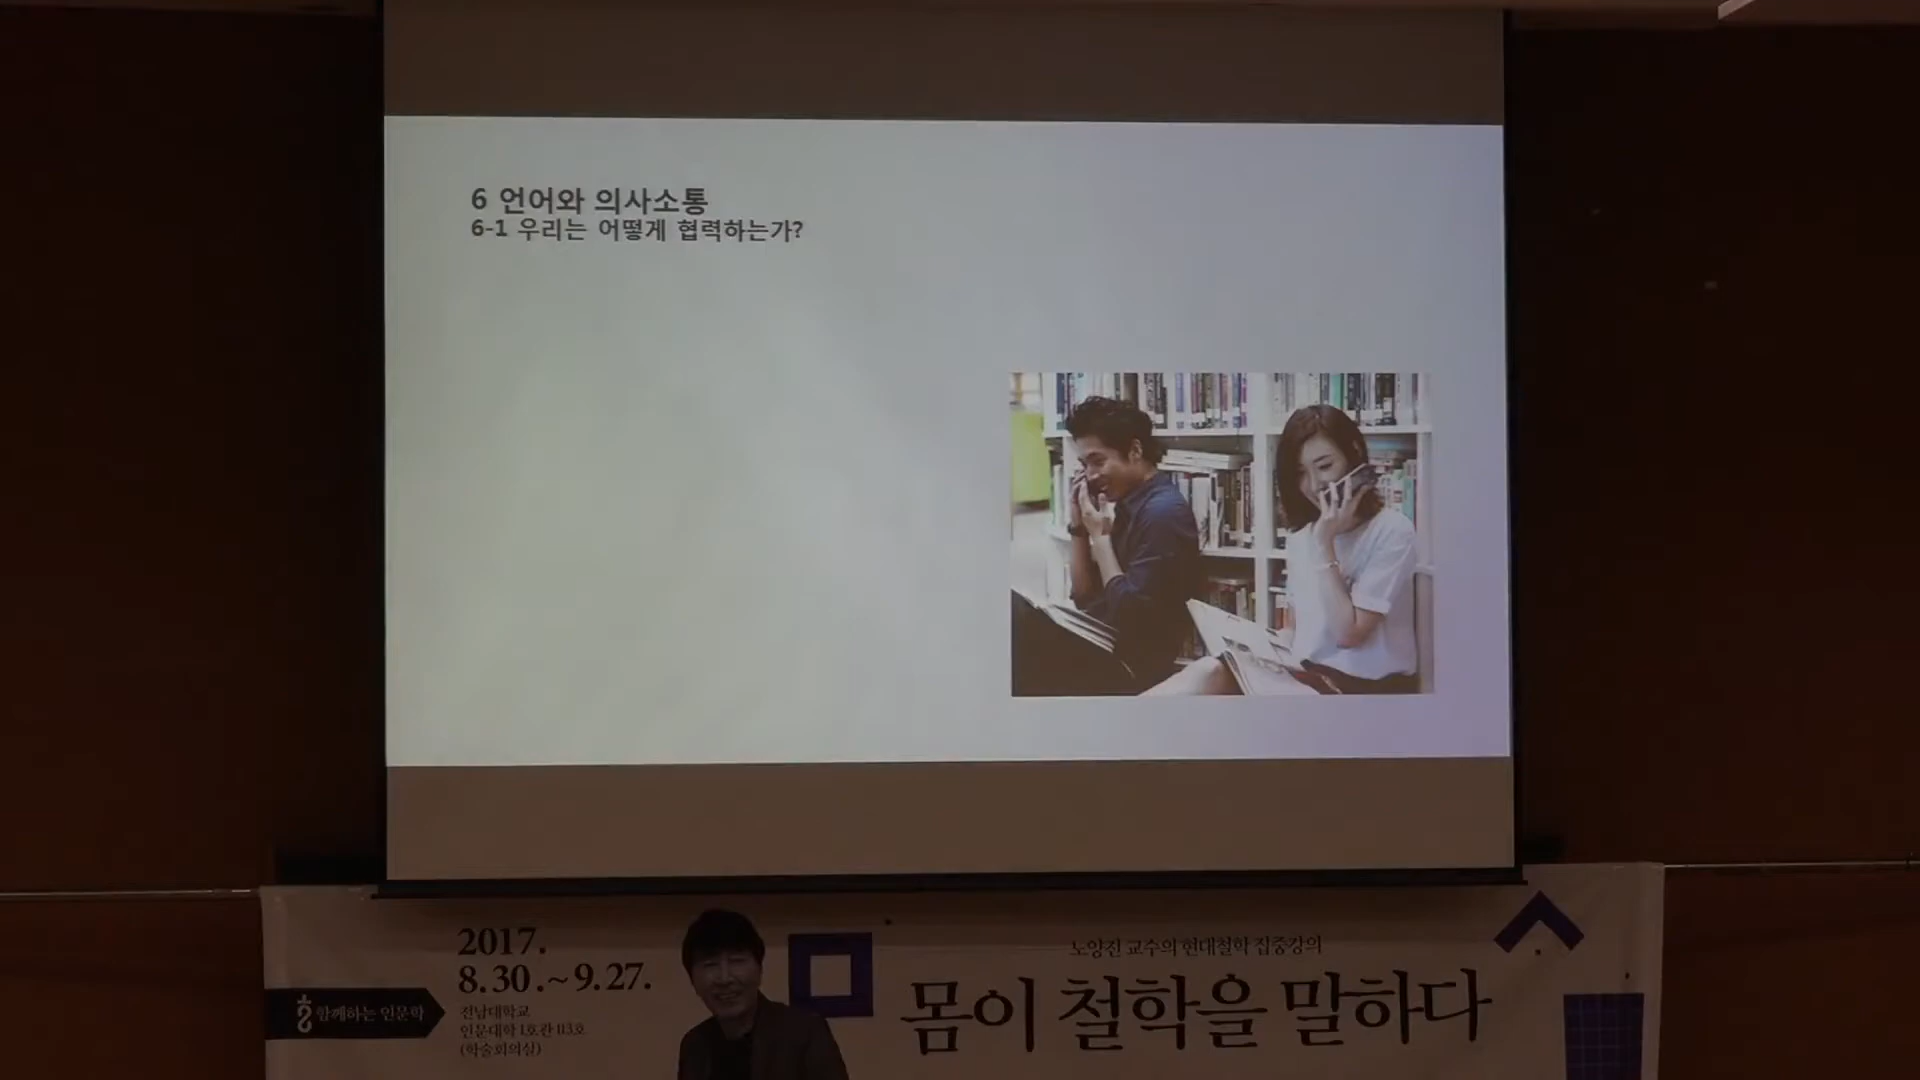 6 언어와 의사소통
6-1 우리는 어떻게 협력하는가?
2017.
8.30.~9.27.
함께하는 인문학
전남대학교
인문대학 1호관 113호
(학술회의실)
노양진 교수의 현대철학 집중강의
몸이 철학을 말하다